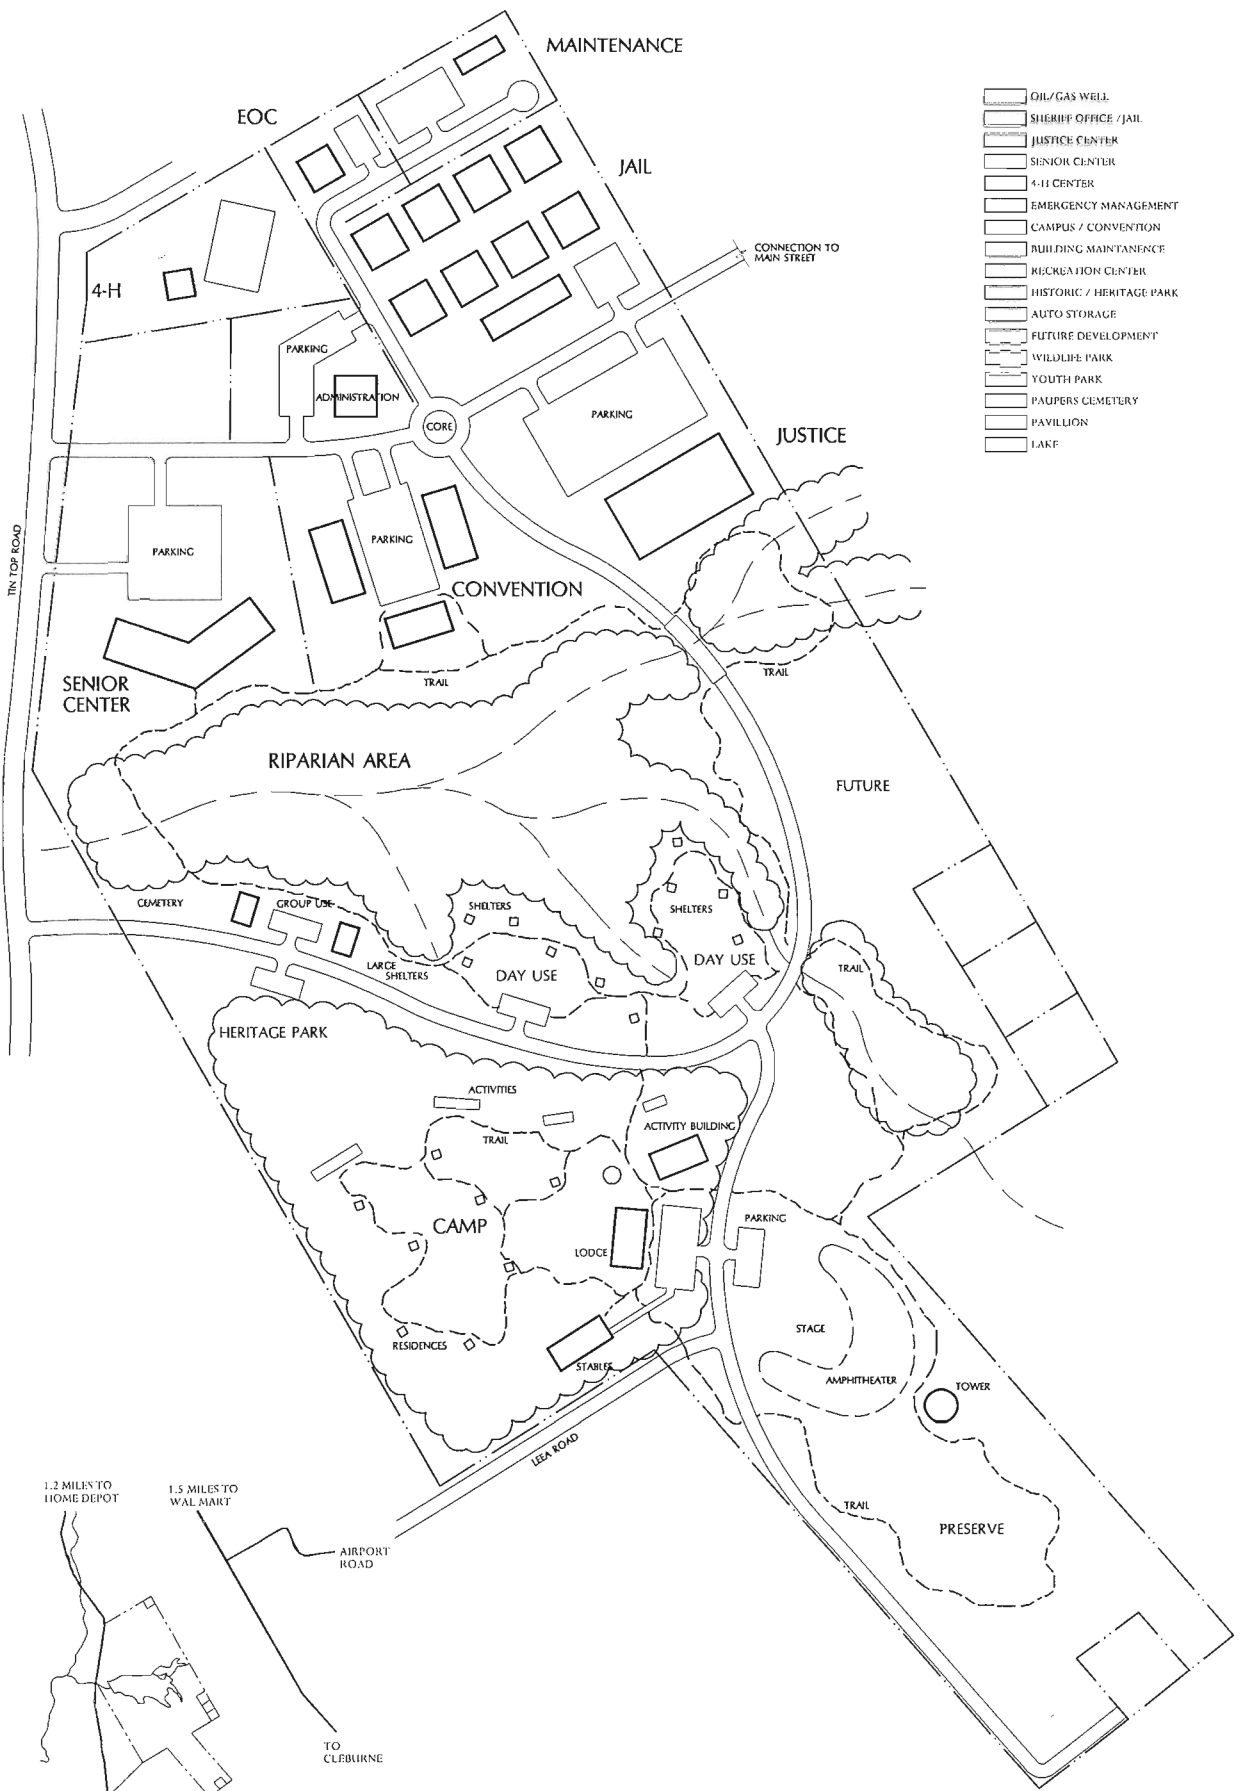 MAINTENANCE
EOC
JAIL
CONNECTION TO
MAIN STREET
4-H
PARKING
ADMINISTRATION
CORE
PARKING
JUSTICE
OIL/GAS WELL
SHERIFF OFFICE / JAIL
JUSTICE CENTER
SENIOR CENTER
4-H CENTER
EMERGENCY MANAGEMENT
CAMPUS / CONVENTION
BUILDING MAINTANENCE
RECREATION CENTER
HISTORIC / HERITAGE PARK
AUTO STORAGE
FUTURE DEVELOPMENT
WILDLIFE PARK
YOUTH PARK
PAUPERS CEMETERY
PAVILLION
LAKE
TIN TOP ROAD
PARKING
PARKING
CONVENTION
SENIOR
CENTER
TRAIL
TRAIL
RIPARIAN AREA
FUTURE
CEMETERY
GROUP USE
SHELTERS
SHELTERS
LARGE
SHELTERS
DAY USE
DAY USE
TRAIL
HERITAGE PARK
ACTIVITIES
TRAIL
ACTIVITY BUILDING
CAMP
LODGE
PARKING
RESIDENCES
STABLES
STAGE
AMPHITHEATER
TOWER
LEEA ROAD
TRAIL
PRESERVE
1.2 MILES TO
HOME DEPOT
1.5 MILES TO
WAL MART
AIRPORT
ROAD
TO
CLEBURNE